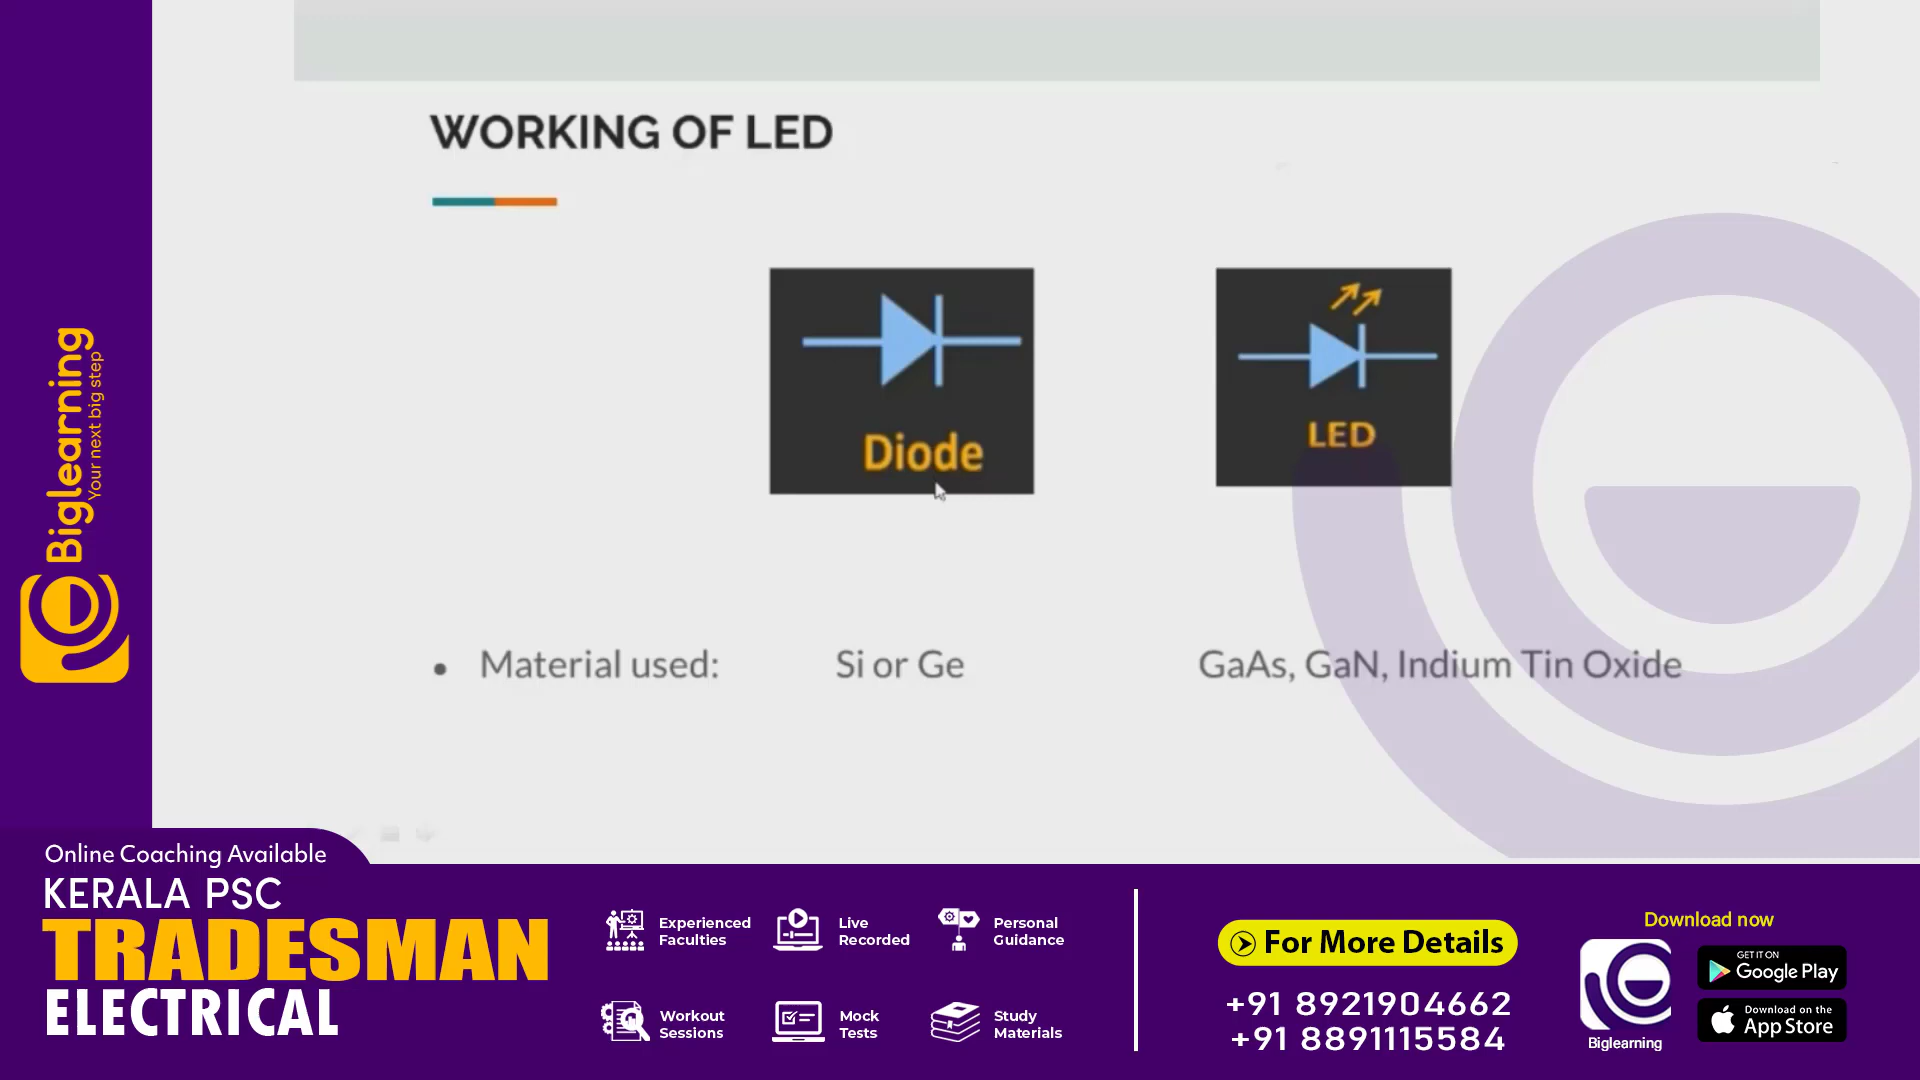 WORKING OF LED
Diode
LED
Material used: Si or Ge GaAs, GaN, Indium Tin Oxide
Biglearning
Your next big step
Online Coaching Available
KERALA PSC
TRADESMAN
ELECTRICAL
Experienced
Faculties
Live
Recorded
Personal
Guidance
Workout
Sessions
Mock
Tests
Study
Materials
For More Details
+91 8921904662
+91 8891115584
Download now
Biglearning
GET IT ON
Google Play
Download on the
App Store